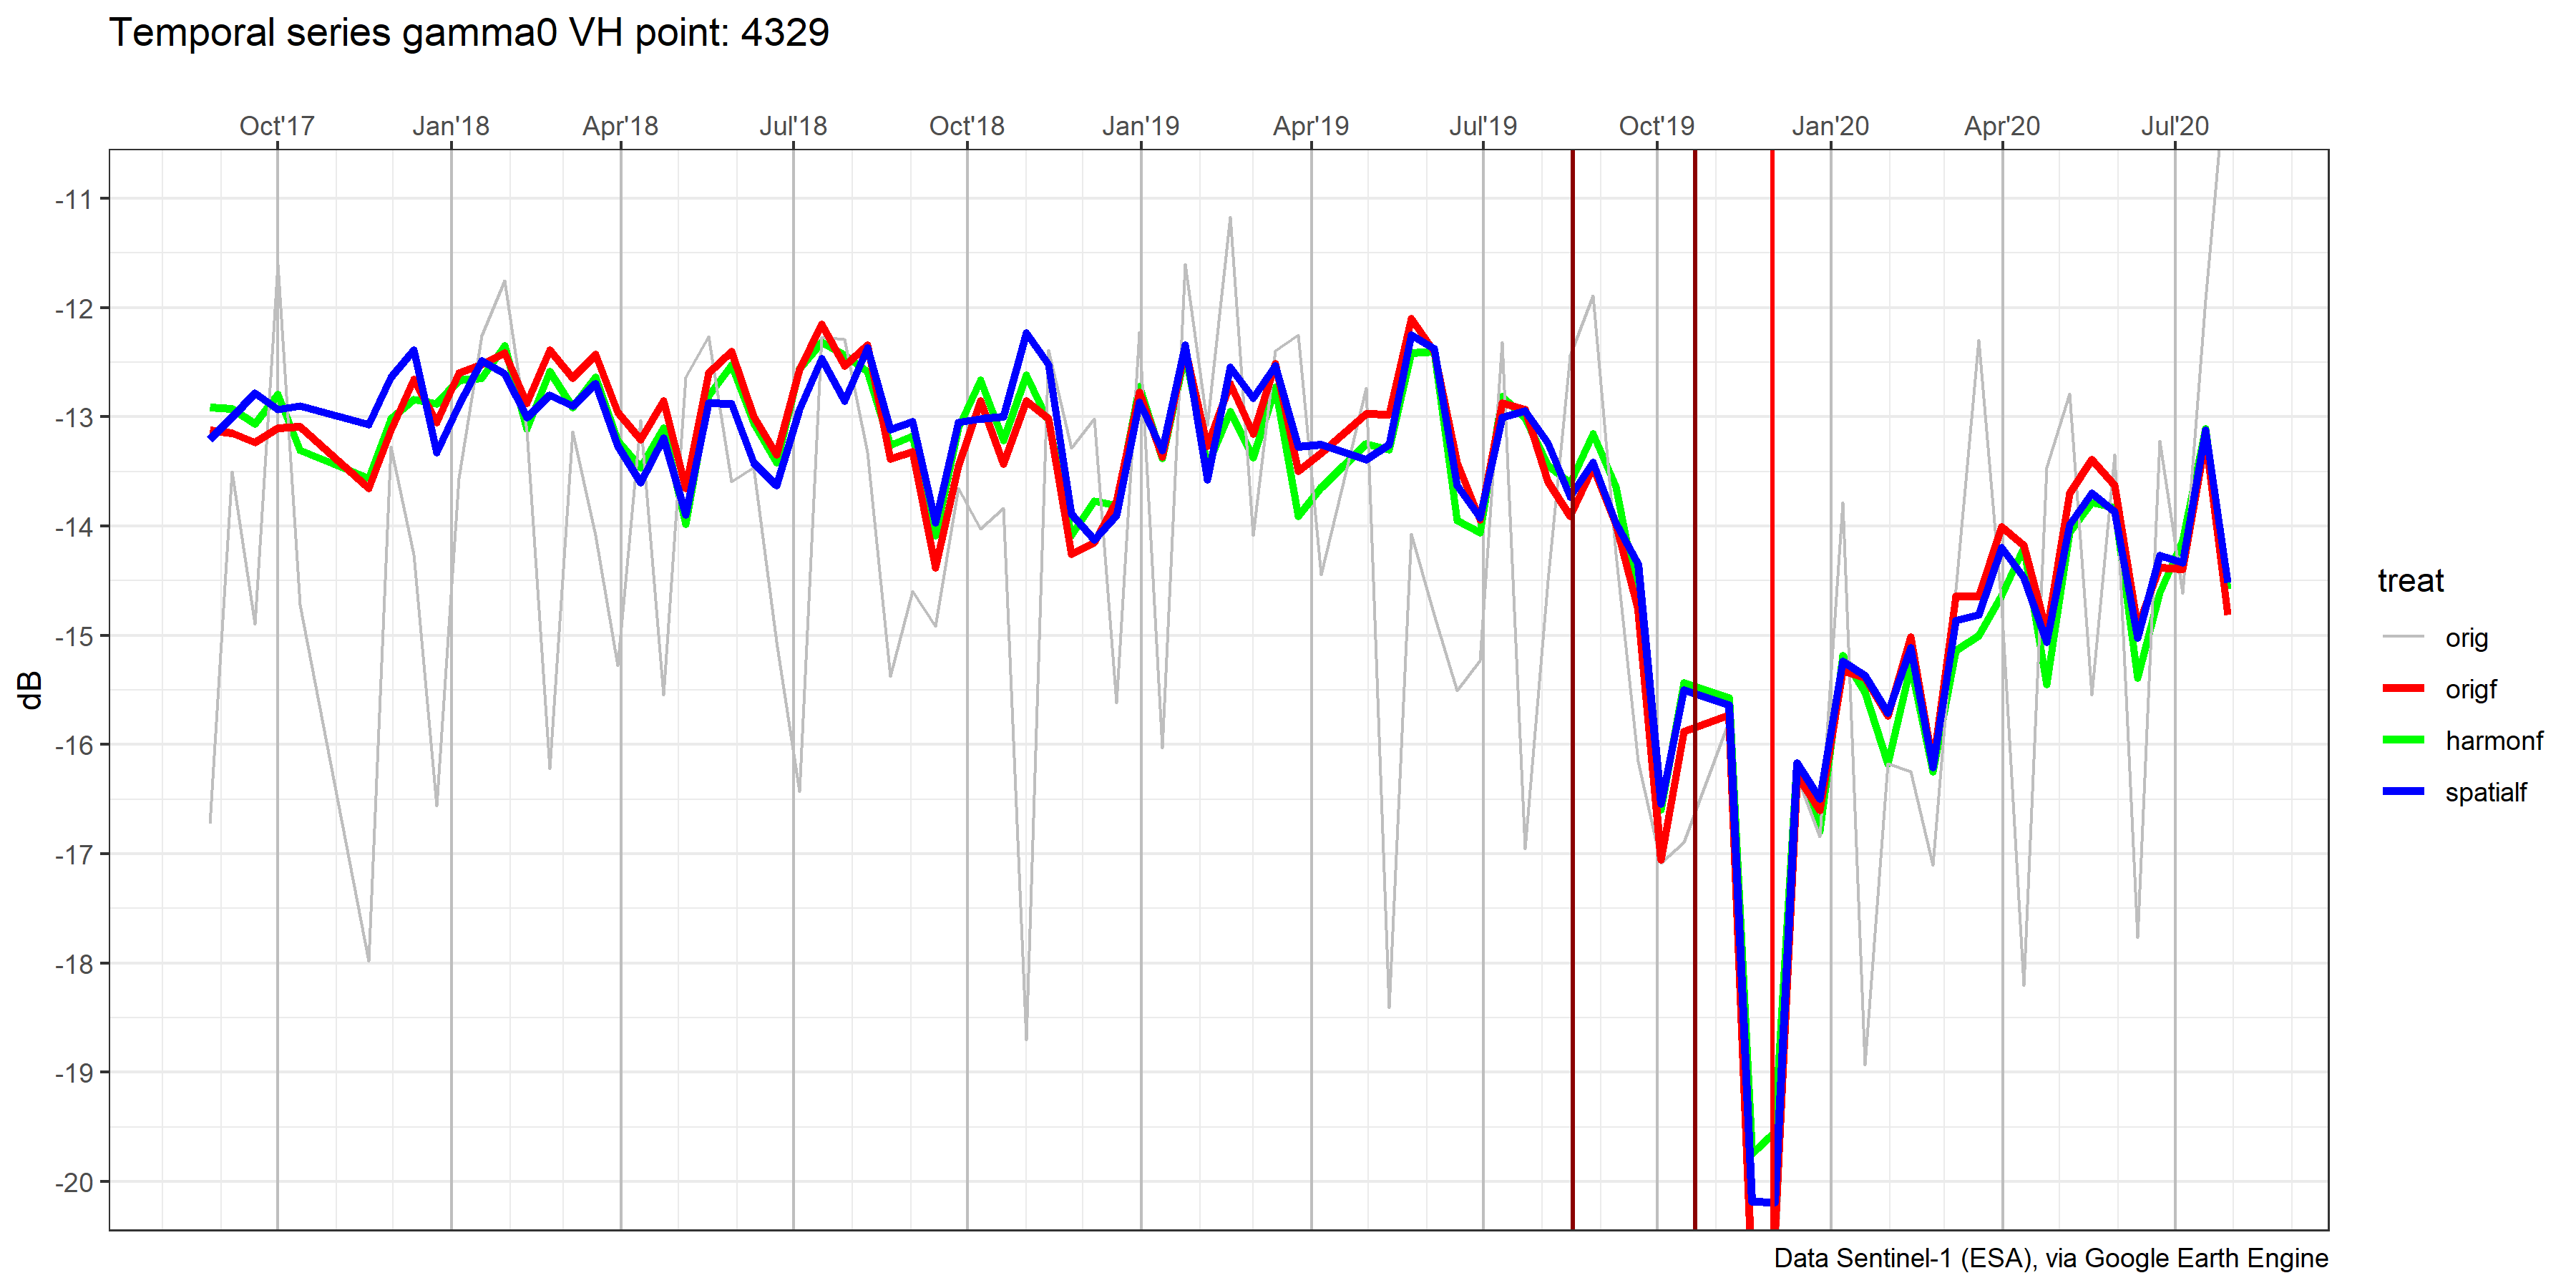 Temporal series gamma0 VH point: 4329
Oct'17 Jan'18 Apr'18 Jul'18 Oct'18 Jan'19 Apr'19 Jul'19 Oct'19 Jan'20 Apr'20 Jul'20
-11
-12
-13
-14
-15
-16
-17
-18
-19
-20
dB
treat
orig
origf
harmonf
spatialf
Data Sentinel-1 (ESA), via Google Earth Engine